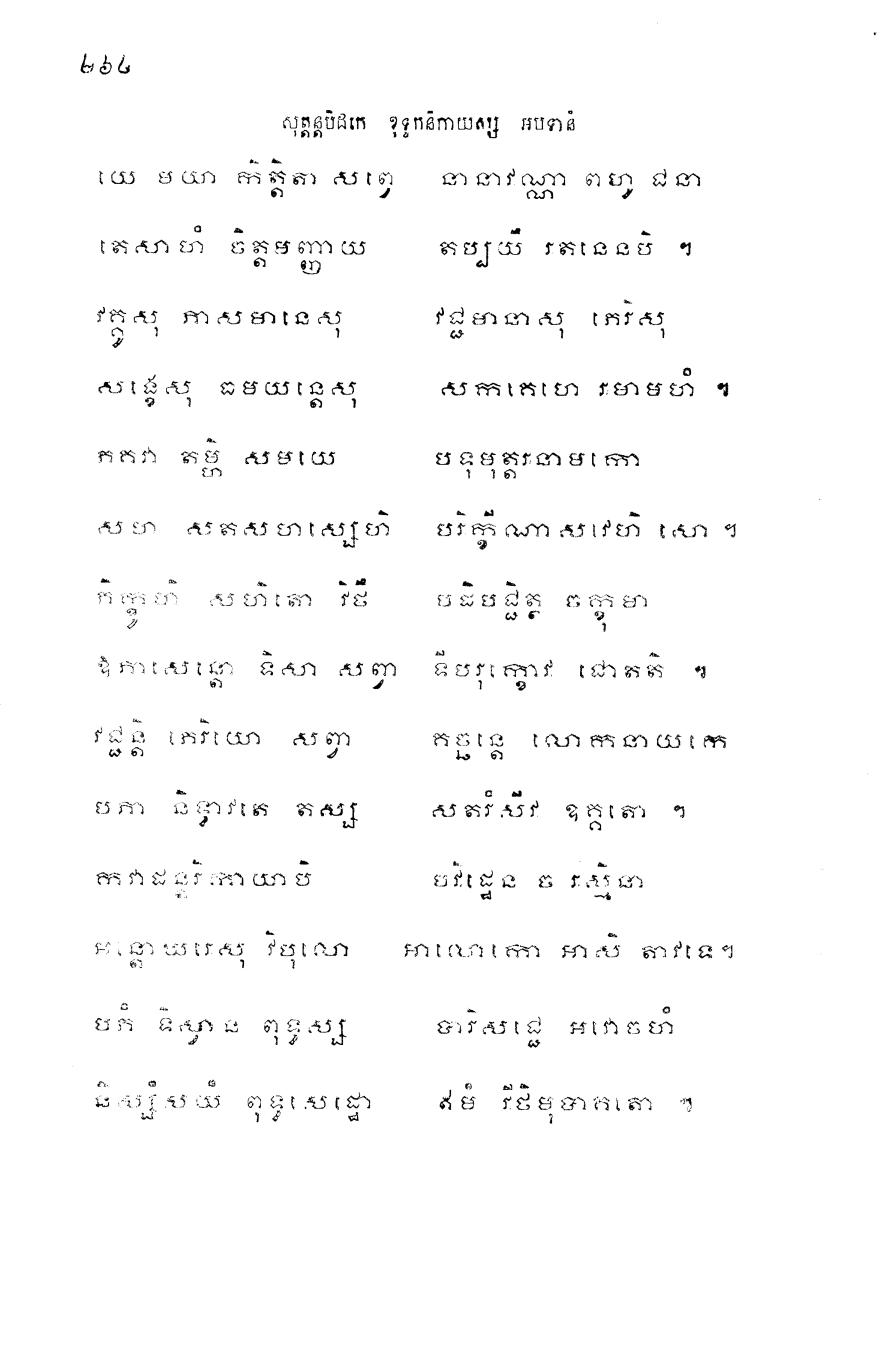 ២៦៤
សុត្តន្តបិដកេ ខុទ្ទកនិកាយស្ស អបទានំ
យេ មយា កិត្តិតា សព្វេ នានាវណ្ណា ពហូ ជនា
តេសាហំ ចិត្តមញ្ញាយ តប្បយឹ រតនេនបិ ។
វគ្គូសុ ភាសមានេសុ វជ្ជមានាសុ ភេរិសុ
សង្ខេសុ ធមយន្តេសុ សកគេហេ រមាមហំ ។
ភគវា តម្ហិ សមយេ បទុមុត្តរនាមកោ
សហ សតសហស្សេហិ បរិក្ខីណាសវេហិ សោ ។
ភិក្ខូហិ សហិតោ វិថឹ បដិបជ្ជិត្ថ ចក្ខុមា
ឱភាសេន្តោ ទិសា សព្វា ទីបរុក្ខោវ ជោតតិ ។
វជ្ជន្តិ ភេរិយោ សព្វា គច្ឆន្តេ លោកនាយកេ
បភា និទ្ធាវតេ តស្ស សតរំសីវ ឧគ្គតោ ។
កវាដន្តរិកាយាបិ បវិដ្ឋេន ច រស្មិនា
អន្តោឃរេសុ វិបុលោ អាលោកោ អាសិ តាវទេ។
បភំ ទិស្វាន ពុទ្ធស្ស បារិសជ្ជេ អវោចហំ
និស្សំសយំ ពុទ្ធសេដ្ឋោ ឥមំ វីថិមុបាគតោ ។